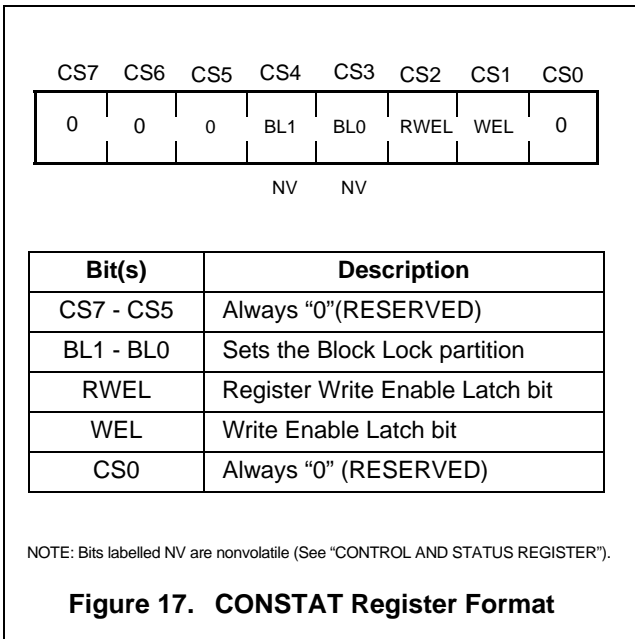 CS7 CS6 CS5 CS4 CS3 CS2 CS1 CS0
0 0 0 BL1 BL0 RWEL WEL 0
NV NV
Bit(s) Description
CS7 - CS5 Always “0”(RESERVED)
BL1 - BL0 Sets the Block Lock partition
RWEL Register Write Enable Latch bit
WEL Write Enable Latch bit
CS0 Always “0” (RESERVED)
NOTE: Bits labelled NV are nonvolatile (See “CONTROL AND STATUS REGISTER”).
Figure 17. CONSTAT Register Format